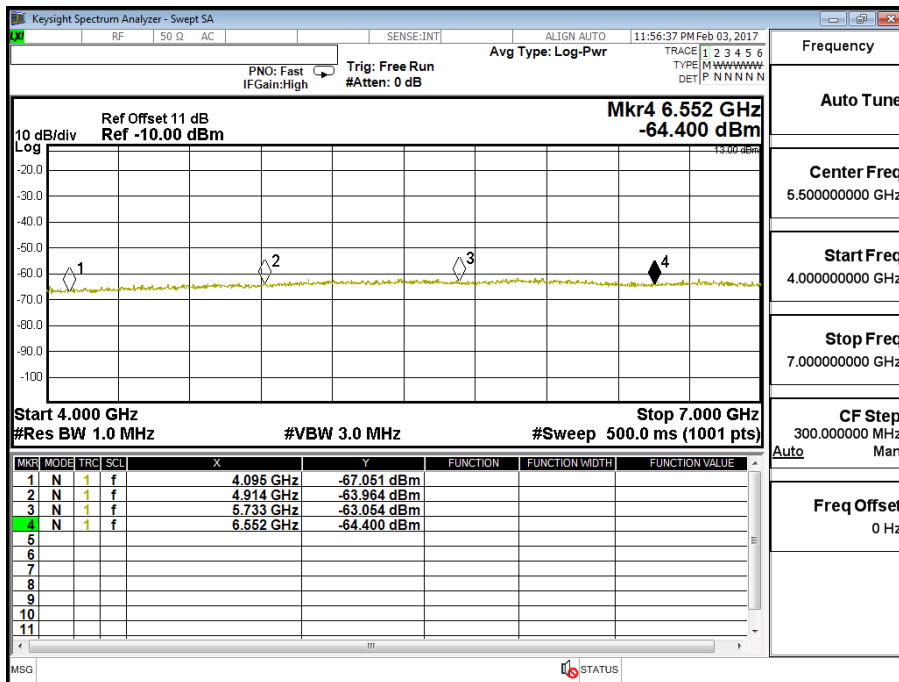 Keysight Spectrum Analyzer - Swept SA
LXI RF 50 Ω AC SENSE:INT ALIGN AUTO 11:56:37 PM Feb 03, 2017
Avg Type: Log-Pwr
TRACE 1 2 3 4 5 6
TYPE M WWWWW
DET P N N N N N
PNO: Fast
IFGain:High
Trig: Free Run
#Atten: 0 dB
Mkr4 6.552 GHz
-64.400 dBm
Ref Offset 11 dB
Ref -10.00 dBm
10 dB/div
Log
-13.00 dBm
-20.0
-30.0
-40.0
-50.0
-60.0
-70.0
-80.0
-90.0
-100
1
2
3
4
Start 4.000 GHz
Stop 7.000 GHz
#Res BW 1.0 MHz
#VBW 3.0 MHz
#Sweep 500.0 ms (1001 pts)
MKR MODE TRC SCL X Y FUNCTION FUNCTION WIDTH FUNCTION VALUE
1 N 1 f 4.095 GHz -67.051 dBm
2 N 1 f 4.914 GHz -63.964 dBm
3 N 1 f 5.733 GHz -63.054 dBm
4 N 1 f 6.552 GHz -64.400 dBm
5
6
7
8
9
10
11
MSG
STATUS
Frequency
Auto Tune
Center Freq
5.500000000 GHz
Start Freq
4.000000000 GHz
Stop Freq
7.000000000 GHz
CF Step
300.000000 MHz
Auto Man
Freq Offset
0 Hz